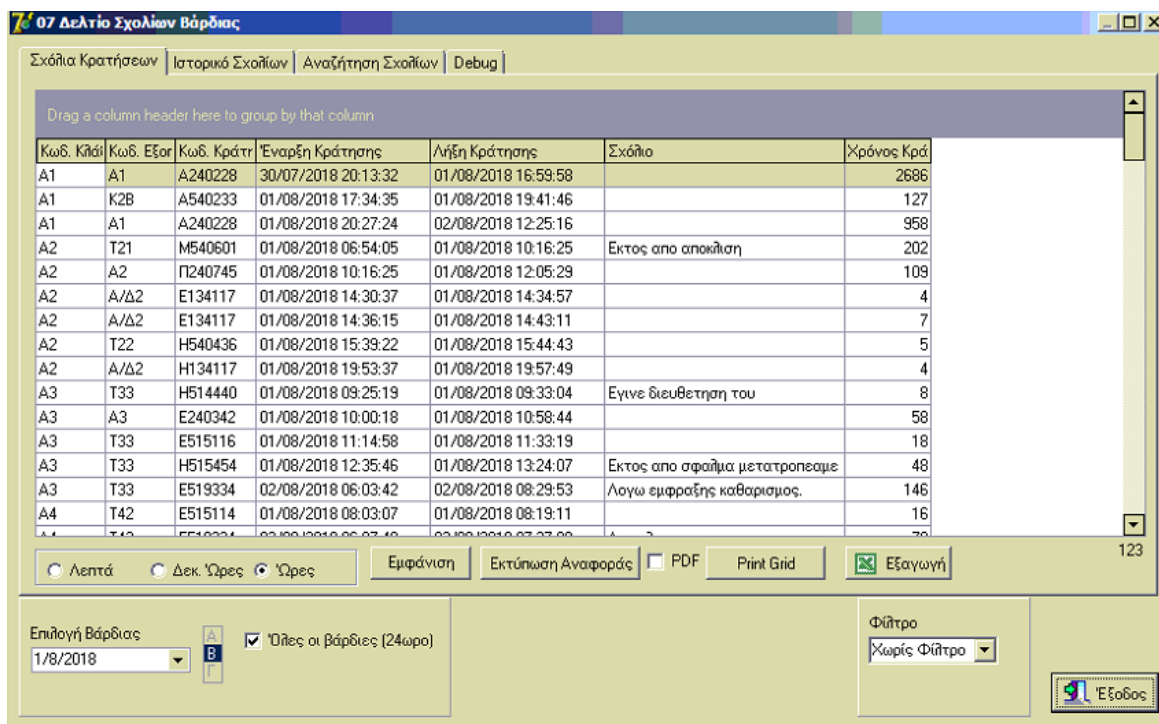 07 Δελτίο Σχολίων Βάρδιας
Σχόλια Κρατήσεων Ιστορικό Σχολίων Αναζήτηση Σχολίων Debug
Drag a column header here to group by that column
Κωδ. Κλάδ Κωδ. Εξοπ Κωδ. Κράτη Έναρξη Κράτησης Λήξη Κράτησης Σχόλιο Χρόνος Κρά
A1 A1 A240228 30/07/2018 20:13:32 01/08/2018 16:59:58 2686
A1 K2B A540233 01/08/2018 17:34:35 01/08/2018 19:41:46 127
A1 A1 A240228 01/08/2018 20:27:24 02/08/2018 12:25:16 958
A2 T21 M540601 01/08/2018 06:54:05 01/08/2018 10:16:25 Εκτος απο αποκλιση 202
A2 A2 Π240745 01/08/2018 10:16:25 01/08/2018 12:05:29 109
A2 Α/Δ2 E134117 01/08/2018 14:30:37 01/08/2018 14:34:57 4
A2 Α/Δ2 E134117 01/08/2018 14:36:15 01/08/2018 14:43:11 7
A2 T22 H540436 01/08/2018 15:39:22 01/08/2018 15:44:43 5
A2 Α/Δ2 H134117 01/08/2018 19:53:37 01/08/2018 19:57:49 4
A3 T33 H514440 01/08/2018 09:25:19 01/08/2018 09:33:04 Εγινε διευθετηση του 8
A3 A3 E240342 01/08/2018 10:00:18 01/08/2018 10:58:44 58
A3 T33 E515116 01/08/2018 11:14:58 01/08/2018 11:33:19 18
A3 T33 H515454 01/08/2018 12:35:46 01/08/2018 13:24:07 Εκτος απο σφαλμα μετατροπεαμε 48
A3 T33 E519334 02/08/2018 06:03:42 02/08/2018 08:29:53 Λογω εμφραξης καθαρισμος. 146
A4 T42 E515114 01/08/2018 08:03:07 01/08/2018 08:19:11 16
123
Λεπτά Δεκ. Ώρες Ώρες Εμφάνιση Εκτύπωση Αναφοράς PDF Print Grid Εξαγωγή
Επιλογή Βάρδιας
1/8/2018
Α
Β
Γ
Όλες οι βάρδιες (24ωρο)
Φίλτρο
Χωρίς Φίλτρο
Έξοδος